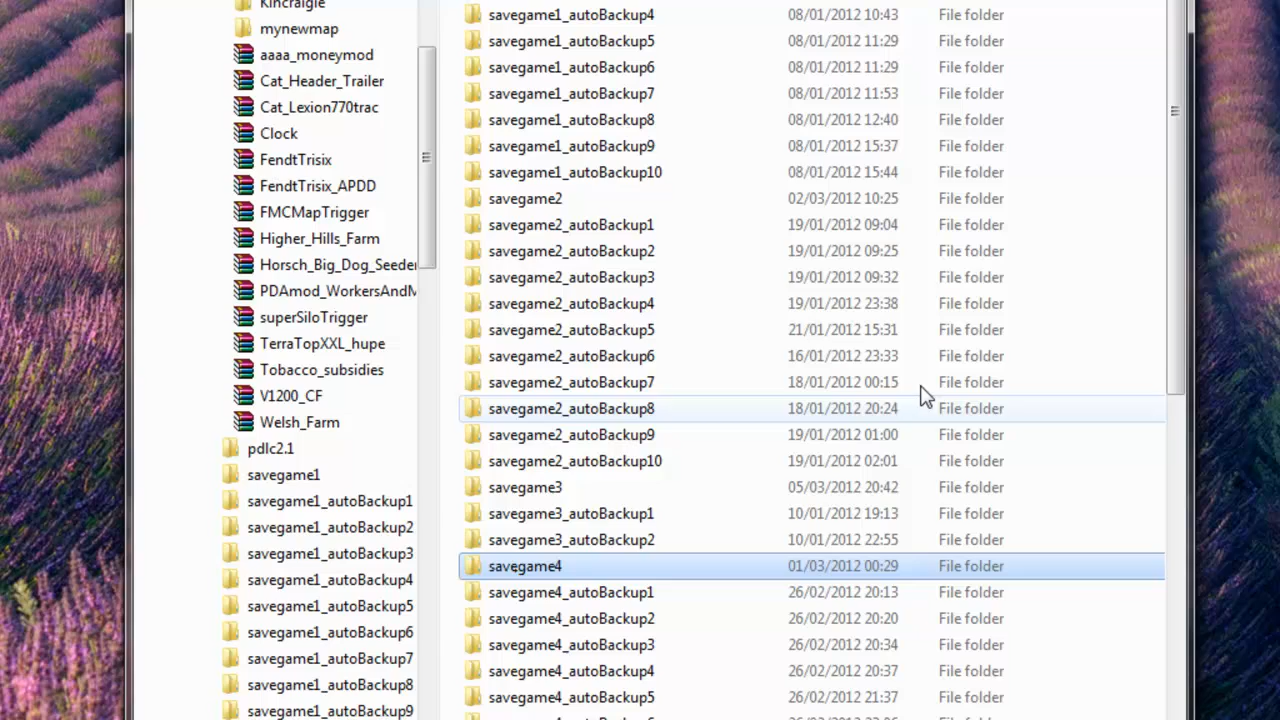 Kincraigie
mynewmap
aaaa_moneymod
Cat_Header_Trailer
Cat_Lexion770trac
Clock
FendtTrisix
FendtTrisix_APDD
FMCMapTrigger
Higher_Hills_Farm
Horsch_Big_Dog_Seeder
PDAmod_WorkersAndM
superSiloTrigger
TerraTopXXL_hupe
Tobacco_subsidies
V1200_CF
Welsh_Farm
pdlc2.1
savegame1
savegame1_autoBackup1
savegame1_autoBackup2
savegame1_autoBackup3
savegame1_autoBackup4
savegame1_autoBackup5
savegame1_autoBackup6
savegame1_autoBackup7
savegame1_autoBackup8
savegame1_autoBackup9
savegame1_autoBackup4 08/01/2012 10:43 File folder
savegame1_autoBackup5 08/01/2012 11:29 File folder
savegame1_autoBackup6 08/01/2012 11:29 File folder
savegame1_autoBackup7 08/01/2012 11:53 File folder
savegame1_autoBackup8 08/01/2012 12:40 File folder
savegame1_autoBackup9 08/01/2012 15:37 File folder
savegame1_autoBackup10 08/01/2012 15:44 File folder
savegame2 02/03/2012 10:25 File folder
savegame2_autoBackup1 19/01/2012 09:04 File folder
savegame2_autoBackup2 19/01/2012 09:25 File folder
savegame2_autoBackup3 19/01/2012 09:32 File folder
savegame2_autoBackup4 19/01/2012 23:38 File folder
savegame2_autoBackup5 21/01/2012 15:31 File folder
savegame2_autoBackup6 16/01/2012 23:33 File folder
savegame2_autoBackup7 18/01/2012 00:15 File folder
savegame2_autoBackup8 18/01/2012 20:24 File folder
savegame2_autoBackup9 19/01/2012 01:00 File folder
savegame2_autoBackup10 19/01/2012 02:01 File folder
savegame3 05/03/2012 20:42 File folder
savegame3_autoBackup1 10/01/2012 19:13 File folder
savegame3_autoBackup2 10/01/2012 22:55 File folder
savegame4 01/03/2012 00:29 File folder
savegame4_autoBackup1 26/02/2012 20:13 File folder
savegame4_autoBackup2 26/02/2012 20:20 File folder
savegame4_autoBackup3 26/02/2012 20:34 File folder
savegame4_autoBackup4 26/02/2012 20:37 File folder
savegame4_autoBackup5 26/02/2012 21:37 File folder